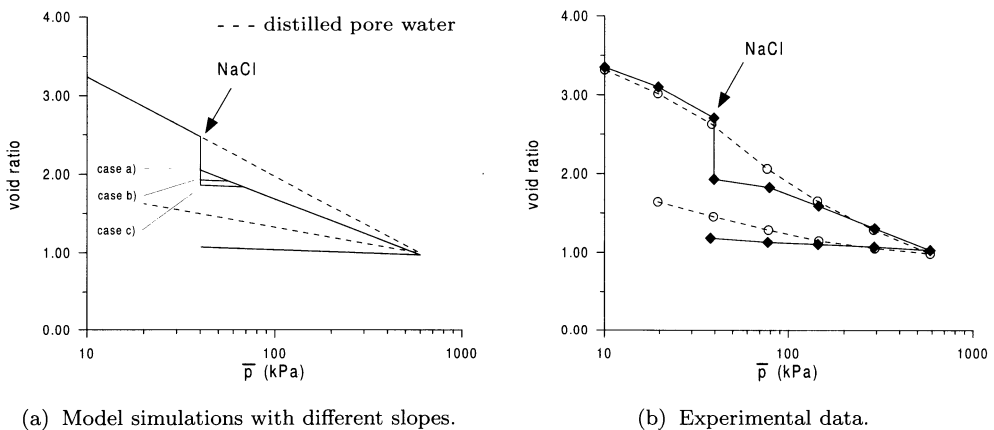 4.00
3.00
2.00
1.00
0.00
void ratio
10
100
1000
p̅ (kPa)
--- distilled pore water
NaCl
case a)
case b)
case c)
(a) Model simulations with different slopes.
4.00
3.00
2.00
1.00
0.00
void ratio
10
100
1000
p̅ (kPa)
NaCl
(b) Experimental data.